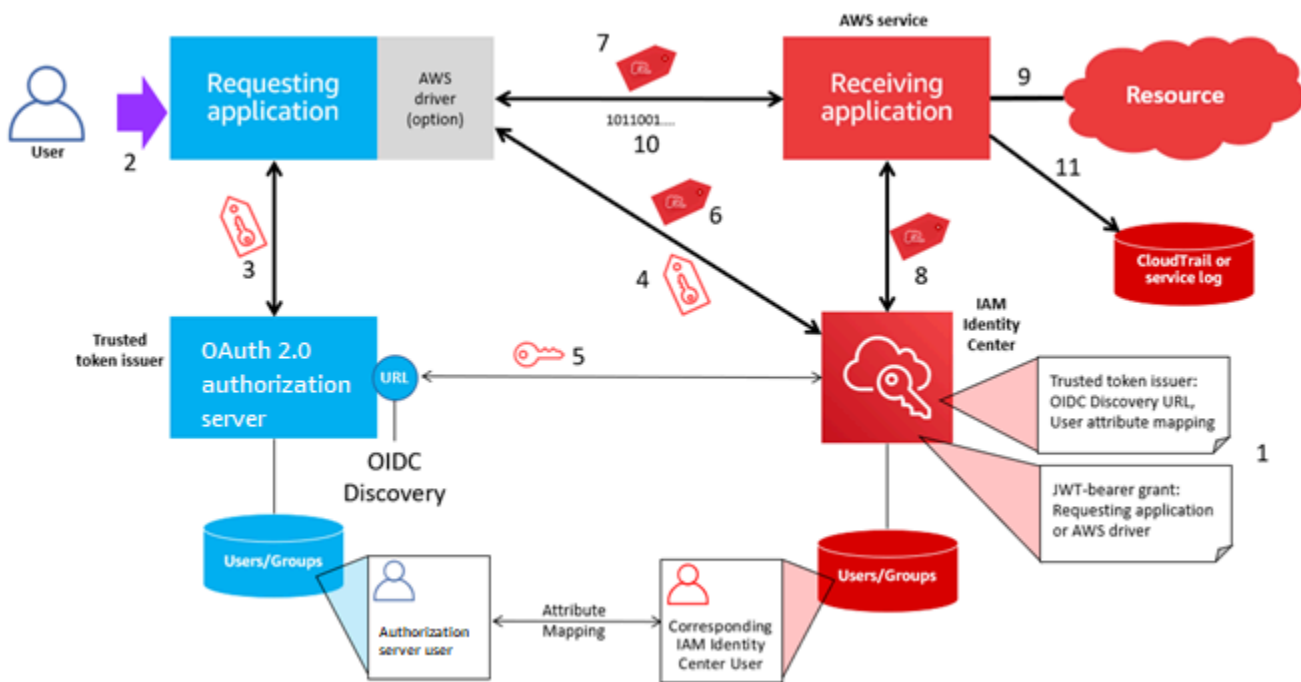 AWS service
7
Requesting
application
AWS
driver
(option)
Receiving
application
9
Resource
1011001....
10
User
2
11
6
3
4
8
CloudTrail or
service log
IAM
Identity
Center
Trusted
token issuer
OAuth 2.0
authorization
server
URL
5
OIDC
Discovery
Trusted token issuer:
OIDC Discovery URL,
User attribute mapping
1
JWT-bearer grant:
Requesting application
or AWS driver
Users/Groups
Users/Groups
Authorization
server user
Attribute
Mapping
Corresponding
IAM Identity
Center User